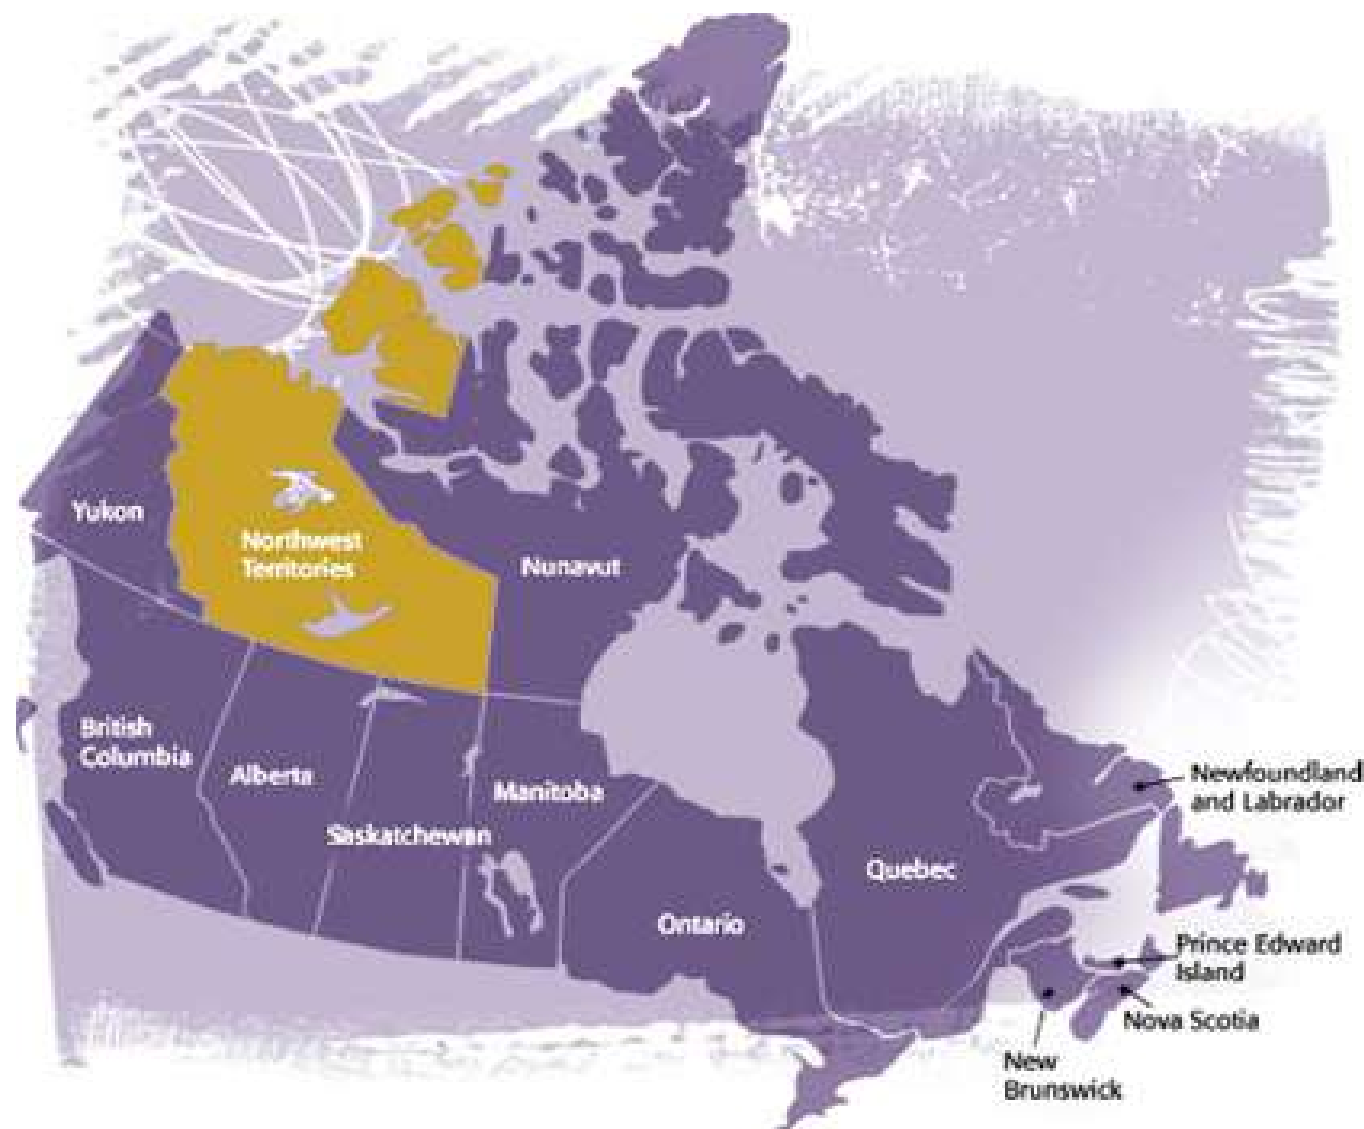 Yukon
Northwest
Territories
Nunavut
British
Columbia
Alberta
Saskatchewan
Manitoba
Ontario
Quebec
Newfoundland
and Labrador
Prince Edward
Island
Nova Scotia
New
Brunswick